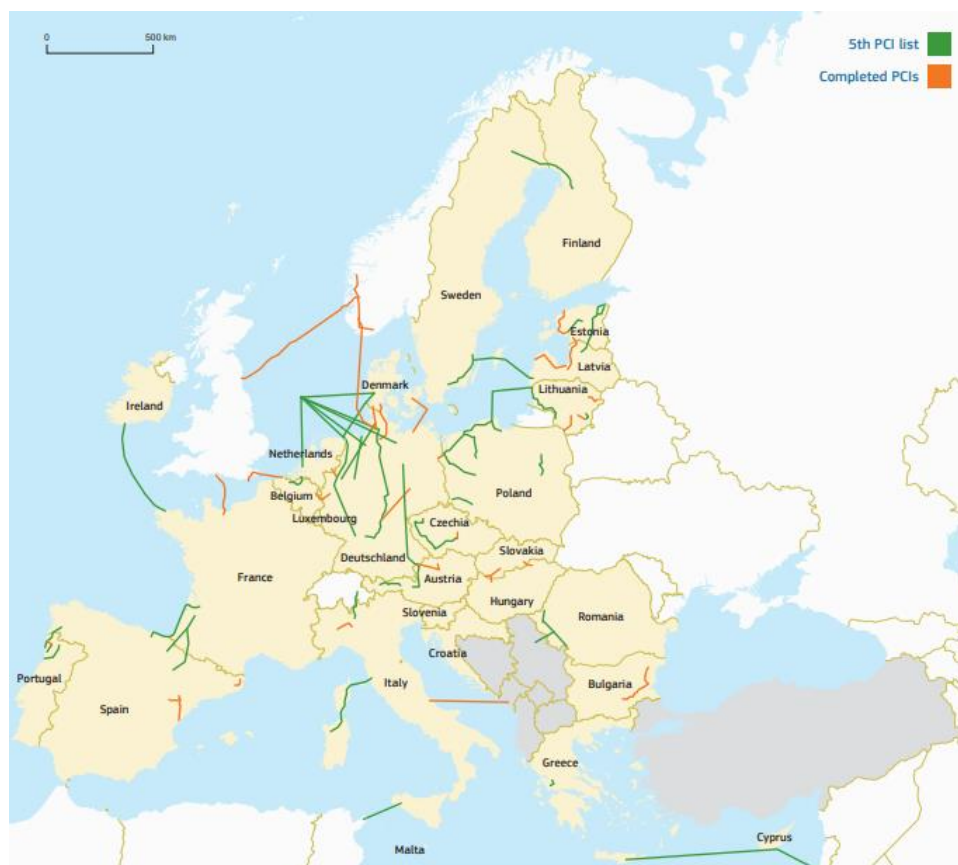 0
500 km
5th PCI list
Completed PCIs
Finland
Sweden
Estonia
Latvia
Denmark
Lithuania
Ireland
Netherlands
Belgium
Poland
Luxembourg
Czechia
Deutschland
Slovakia
France
Austria
Hungary
Slovenia
Romania
Croatia
Portugal
Italy
Bulgaria
Spain
Greece
Cyprus
Malta